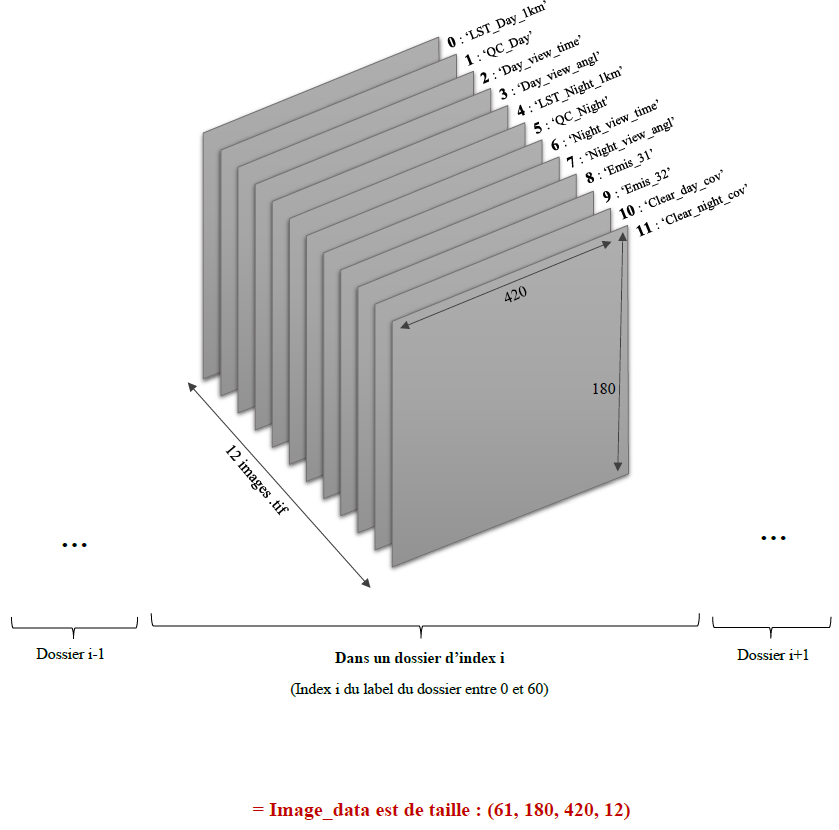 0 : ‘LST_Day_1km’
1 : ‘QC_Day’
2 : ‘Day_view_time’
3 : ‘Day_view_angl’
4 : ‘LST_Night_1km’
5 : ‘QC_Night’
6 : ‘Night_view_time’
7 : ‘Night_view_angl’
8 : ‘Emis_31’
9 : ‘Emis_32’
10 : ‘Clear_day_cov’
11 : ‘Clear_night_cov’
420
180
12 images .tif
...
...
Dossier i-1
Dans un dossier d’index i
Dossier i+1
(Index i du label du dossier entre 0 et 60)
= Image_data est de taille : (61, 180, 420, 12)